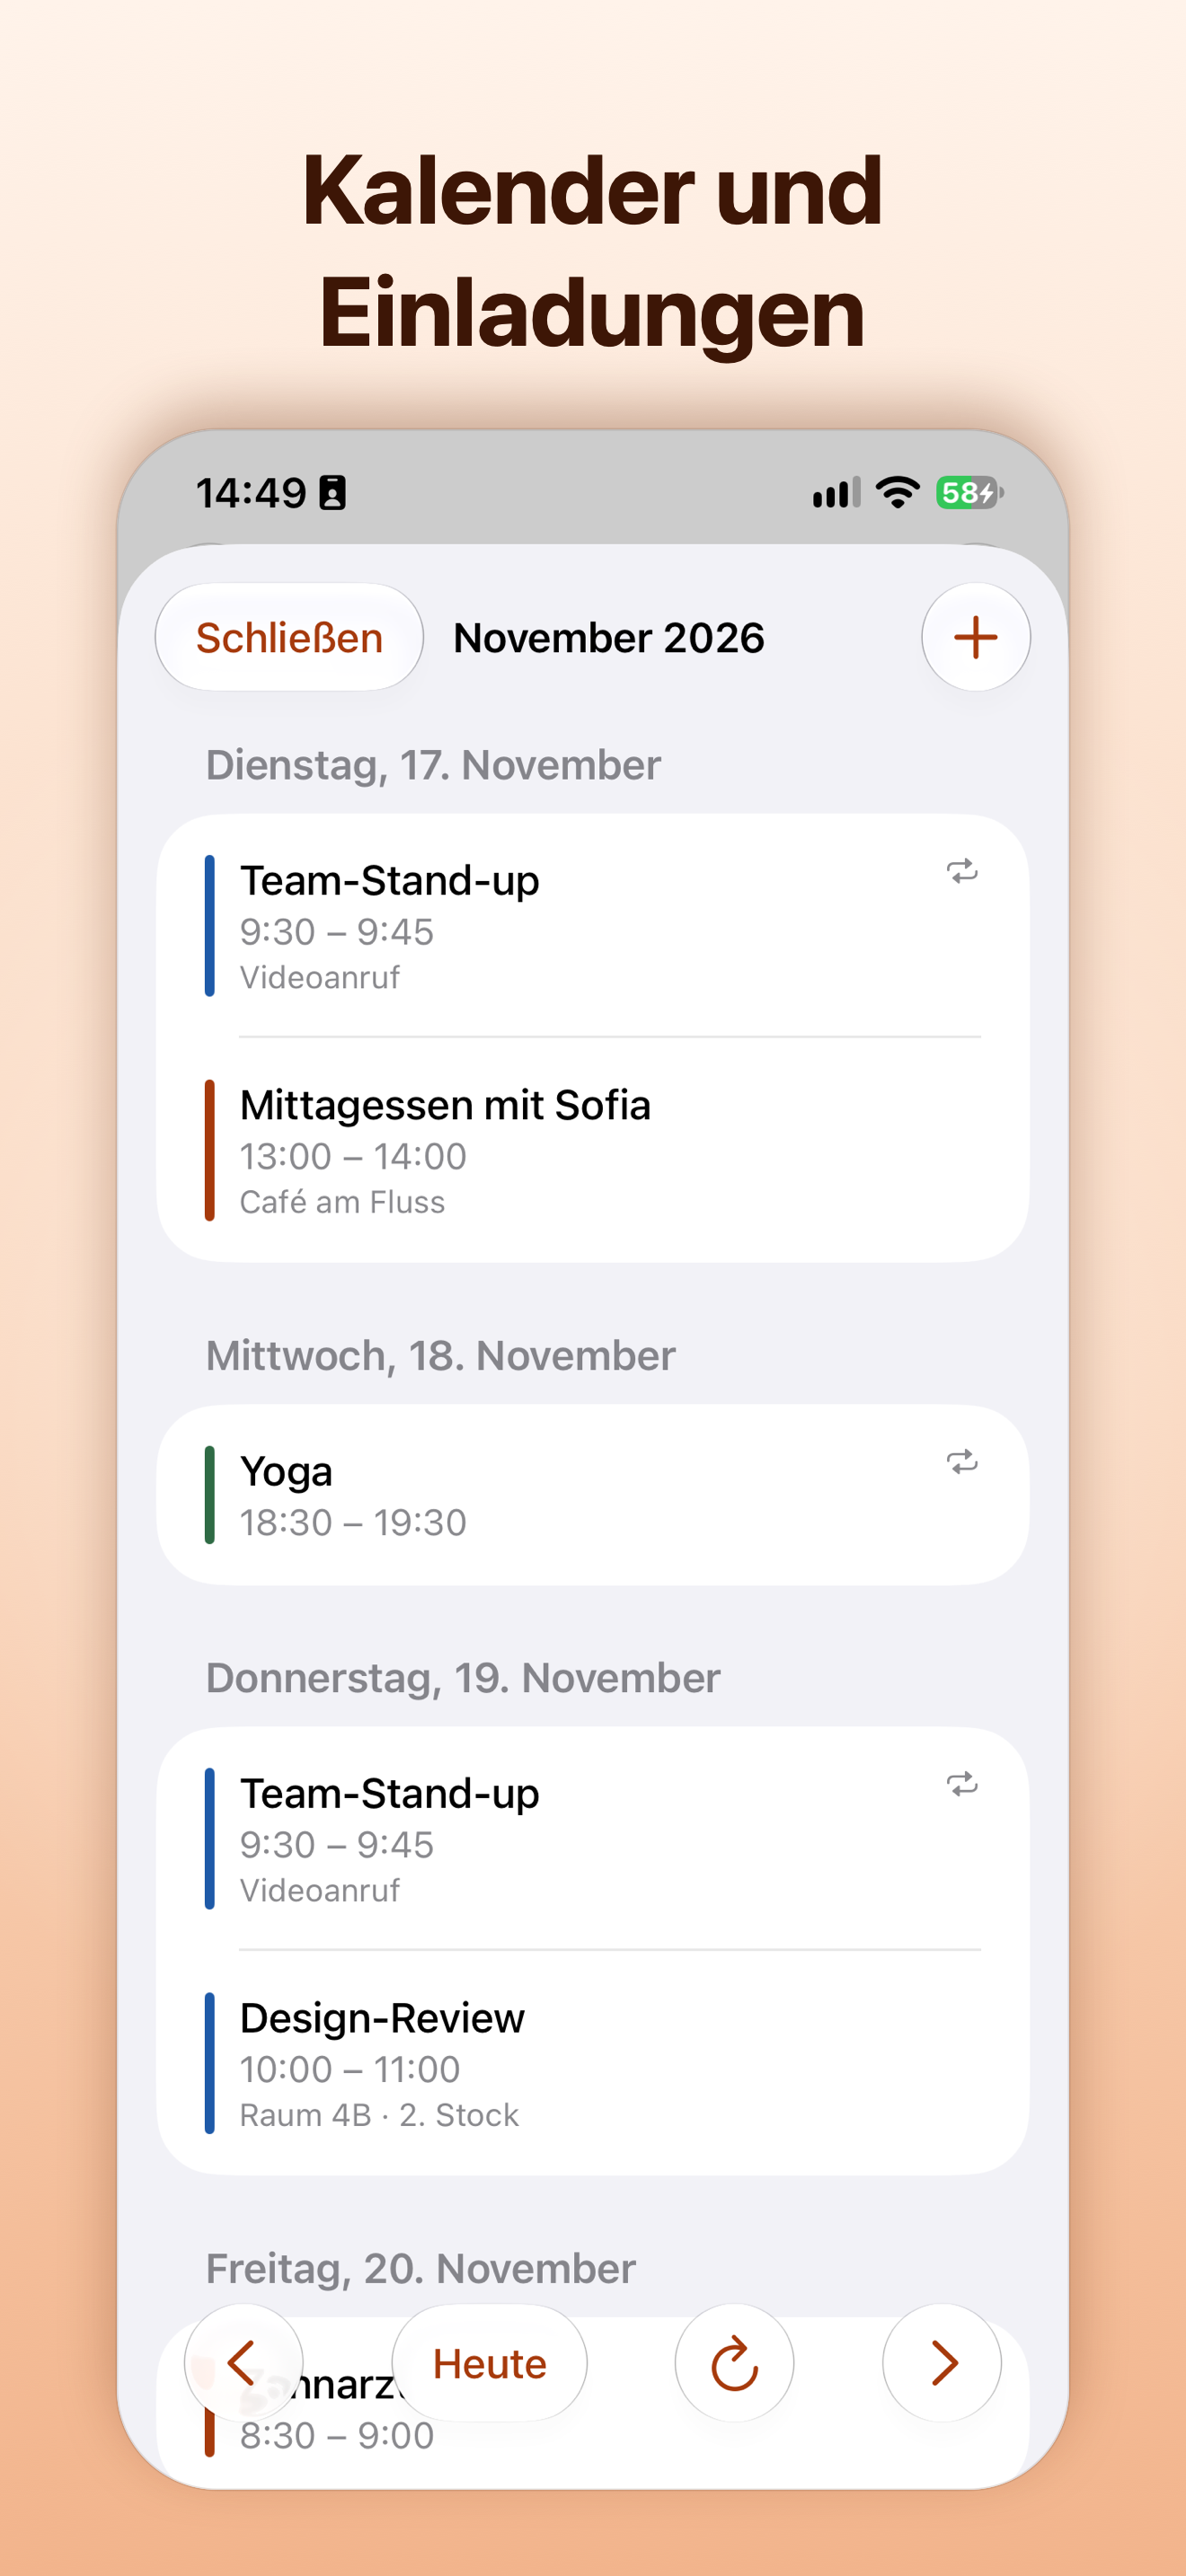 Kalender und
Einladungen
14:49
58
Schließen
November 2026
Dienstag, 17. November
Team-Stand-up
9:30 – 9:45
Videoanruf
Mittagessen mit Sofia
13:00 – 14:00
Café am Fluss
Mittwoch, 18. November
Yoga
18:30 – 19:30
Donnerstag, 19. November
Team-Stand-up
9:30 – 9:45
Videoanruf
Design-Review
10:00 – 11:00
Raum 4B · 2. Stock
Freitag, 20. November
Zahnarzt
Heute
8:30 – 9:00